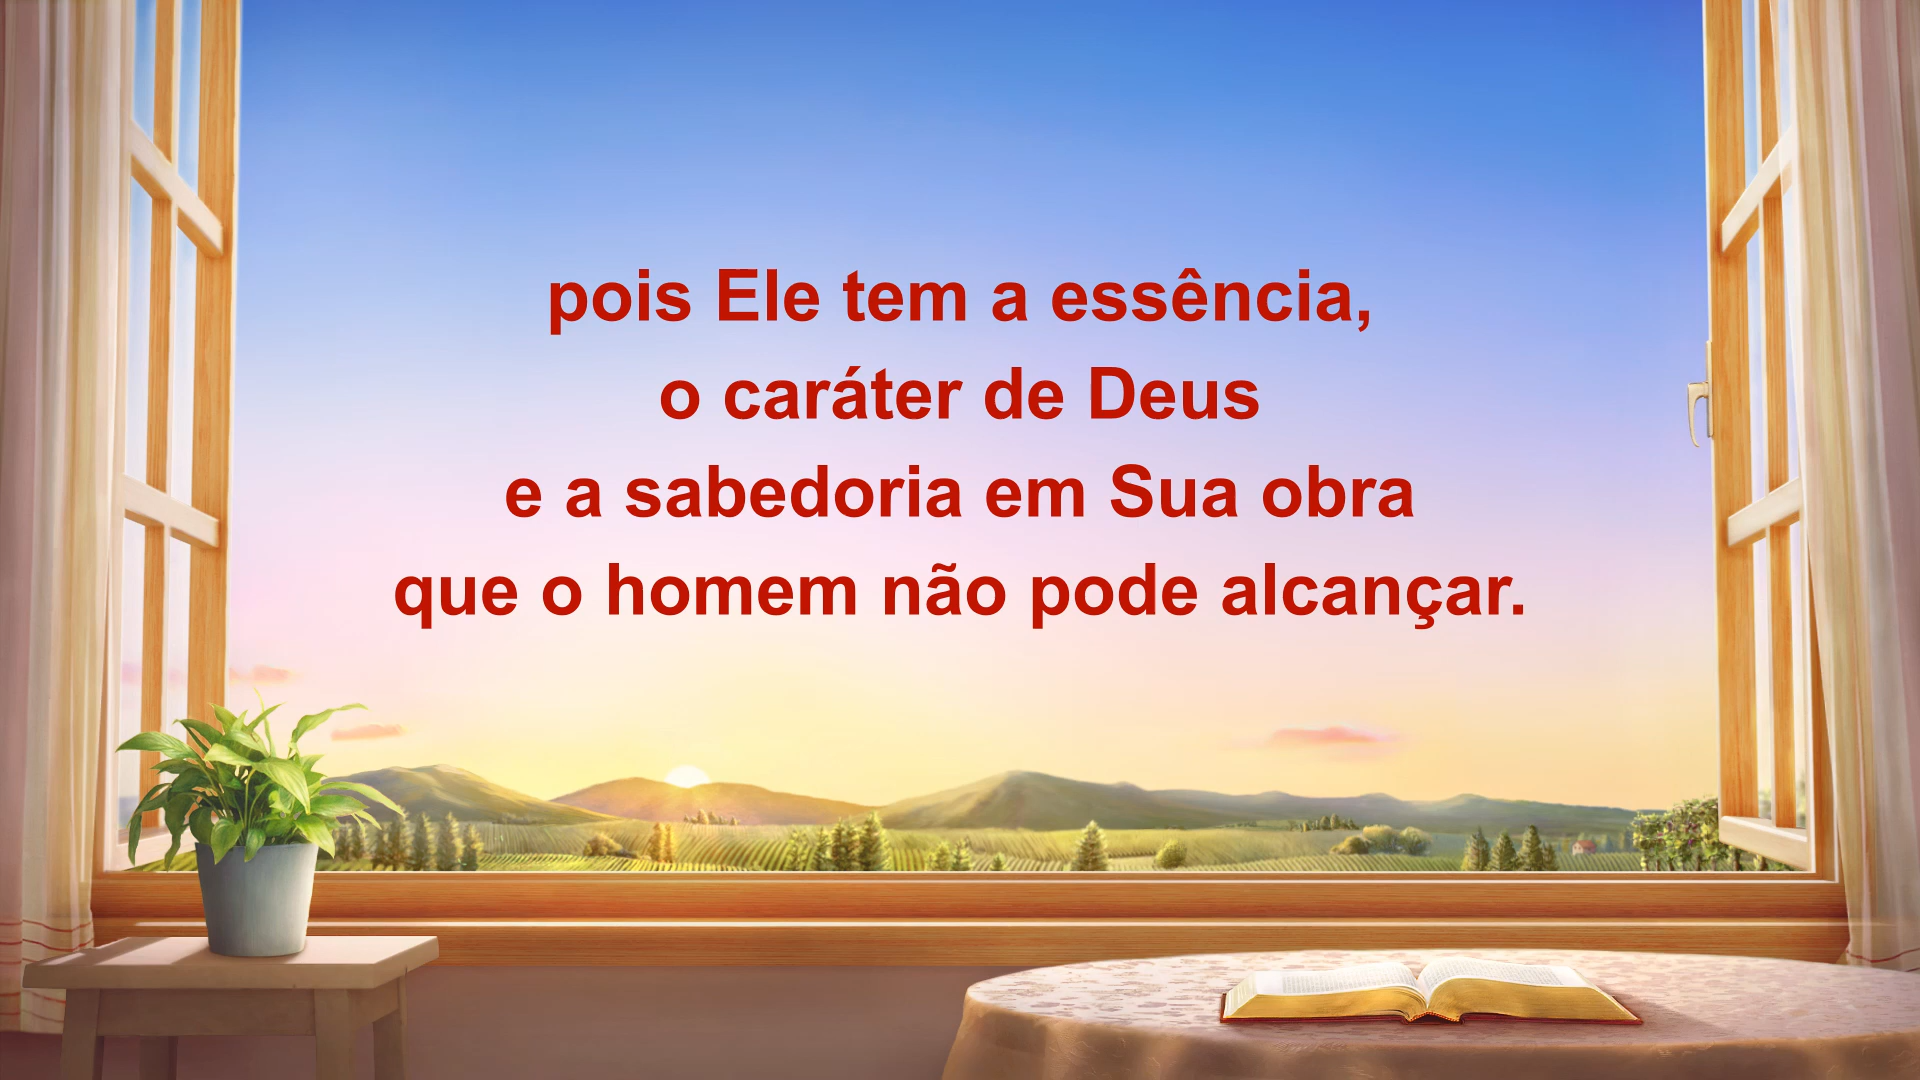 pois Ele tem a essência,
o caráter de Deus
e a sabedoria em Sua obra
que o homem não pode alcançar.